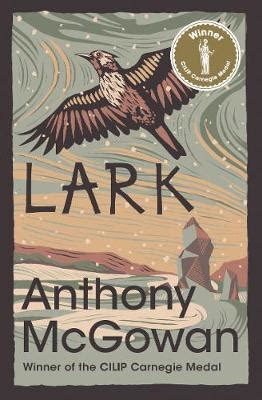 Winner
CILIP Carnegie Medal
LARK
Anthony
McGowan
Winner of the CILIP Carnegie Medal